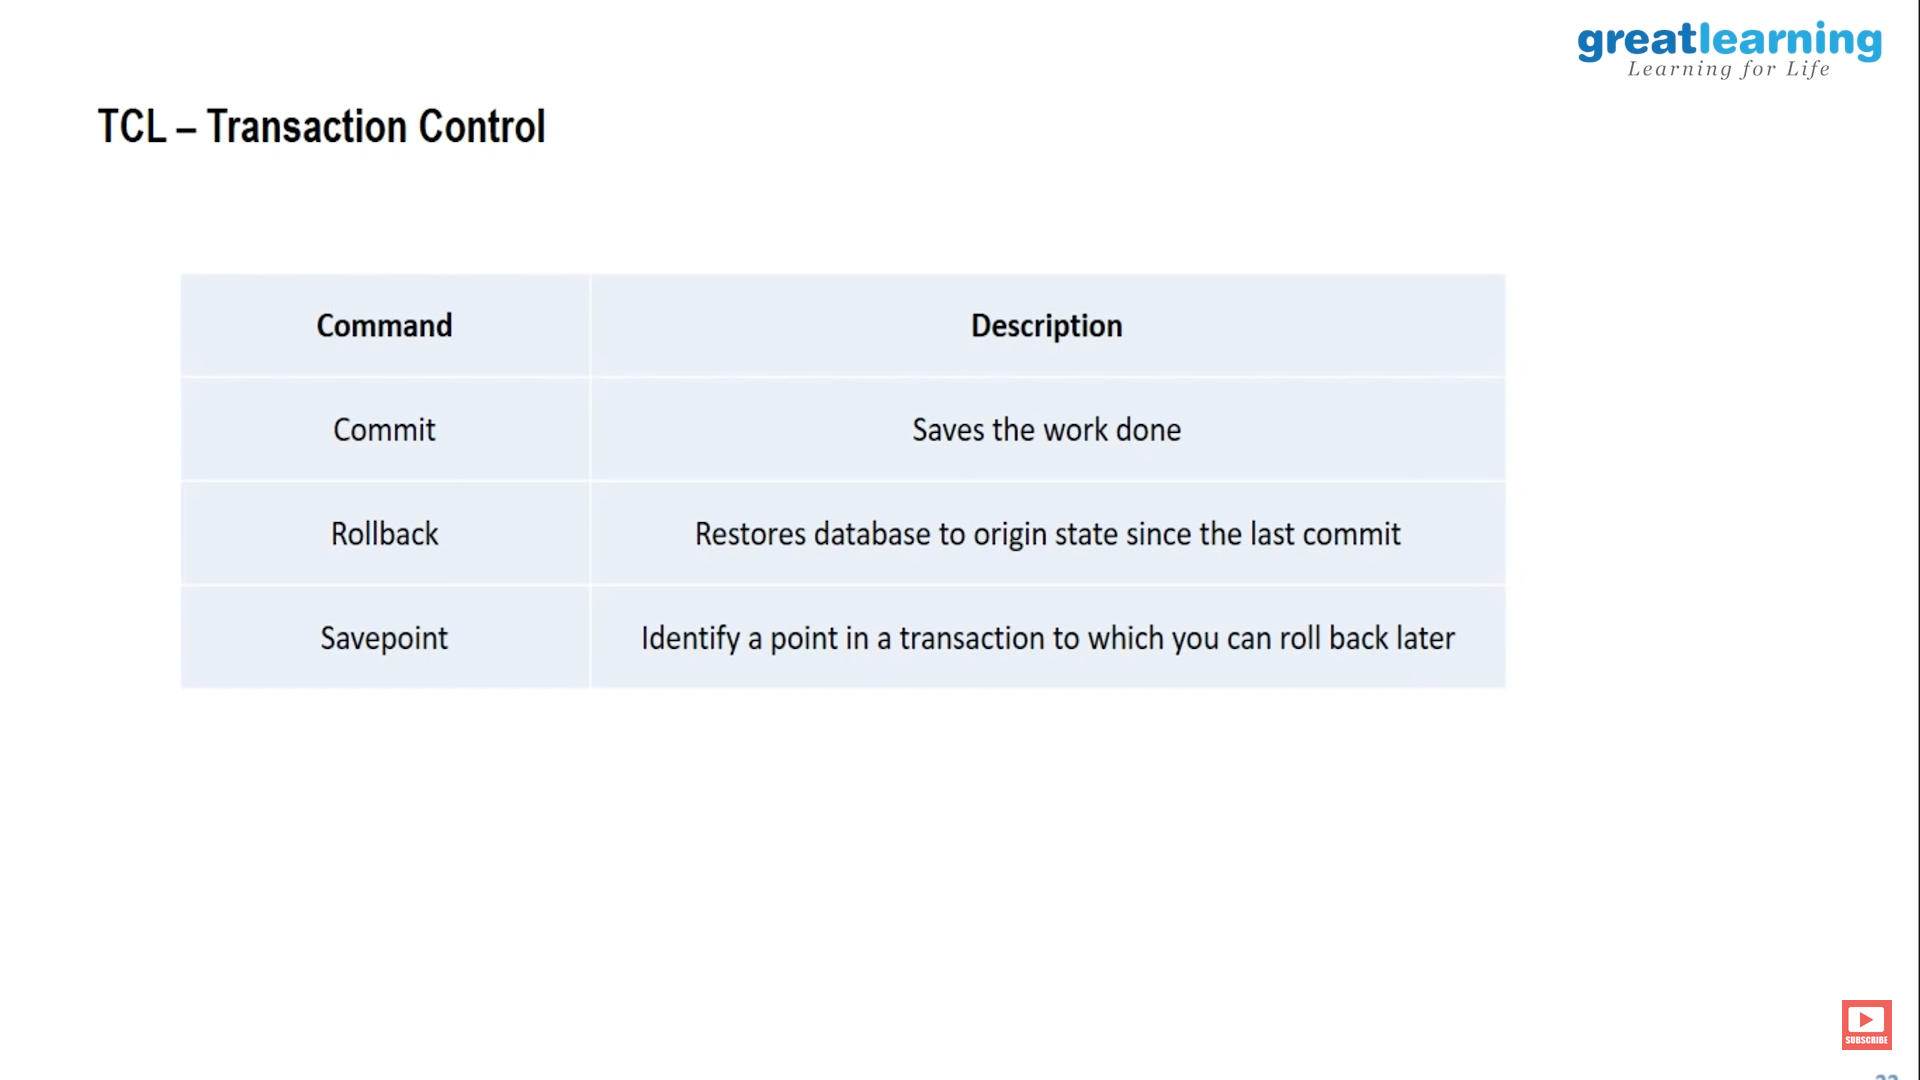 greatlearning
Learning for Life
TCL – Transaction Control
Command Description
Commit Saves the work done
Rollback Restores database to origin state since the last commit
Savepoint Identify a point in a transaction to which you can roll back later
SUBSCRIBE